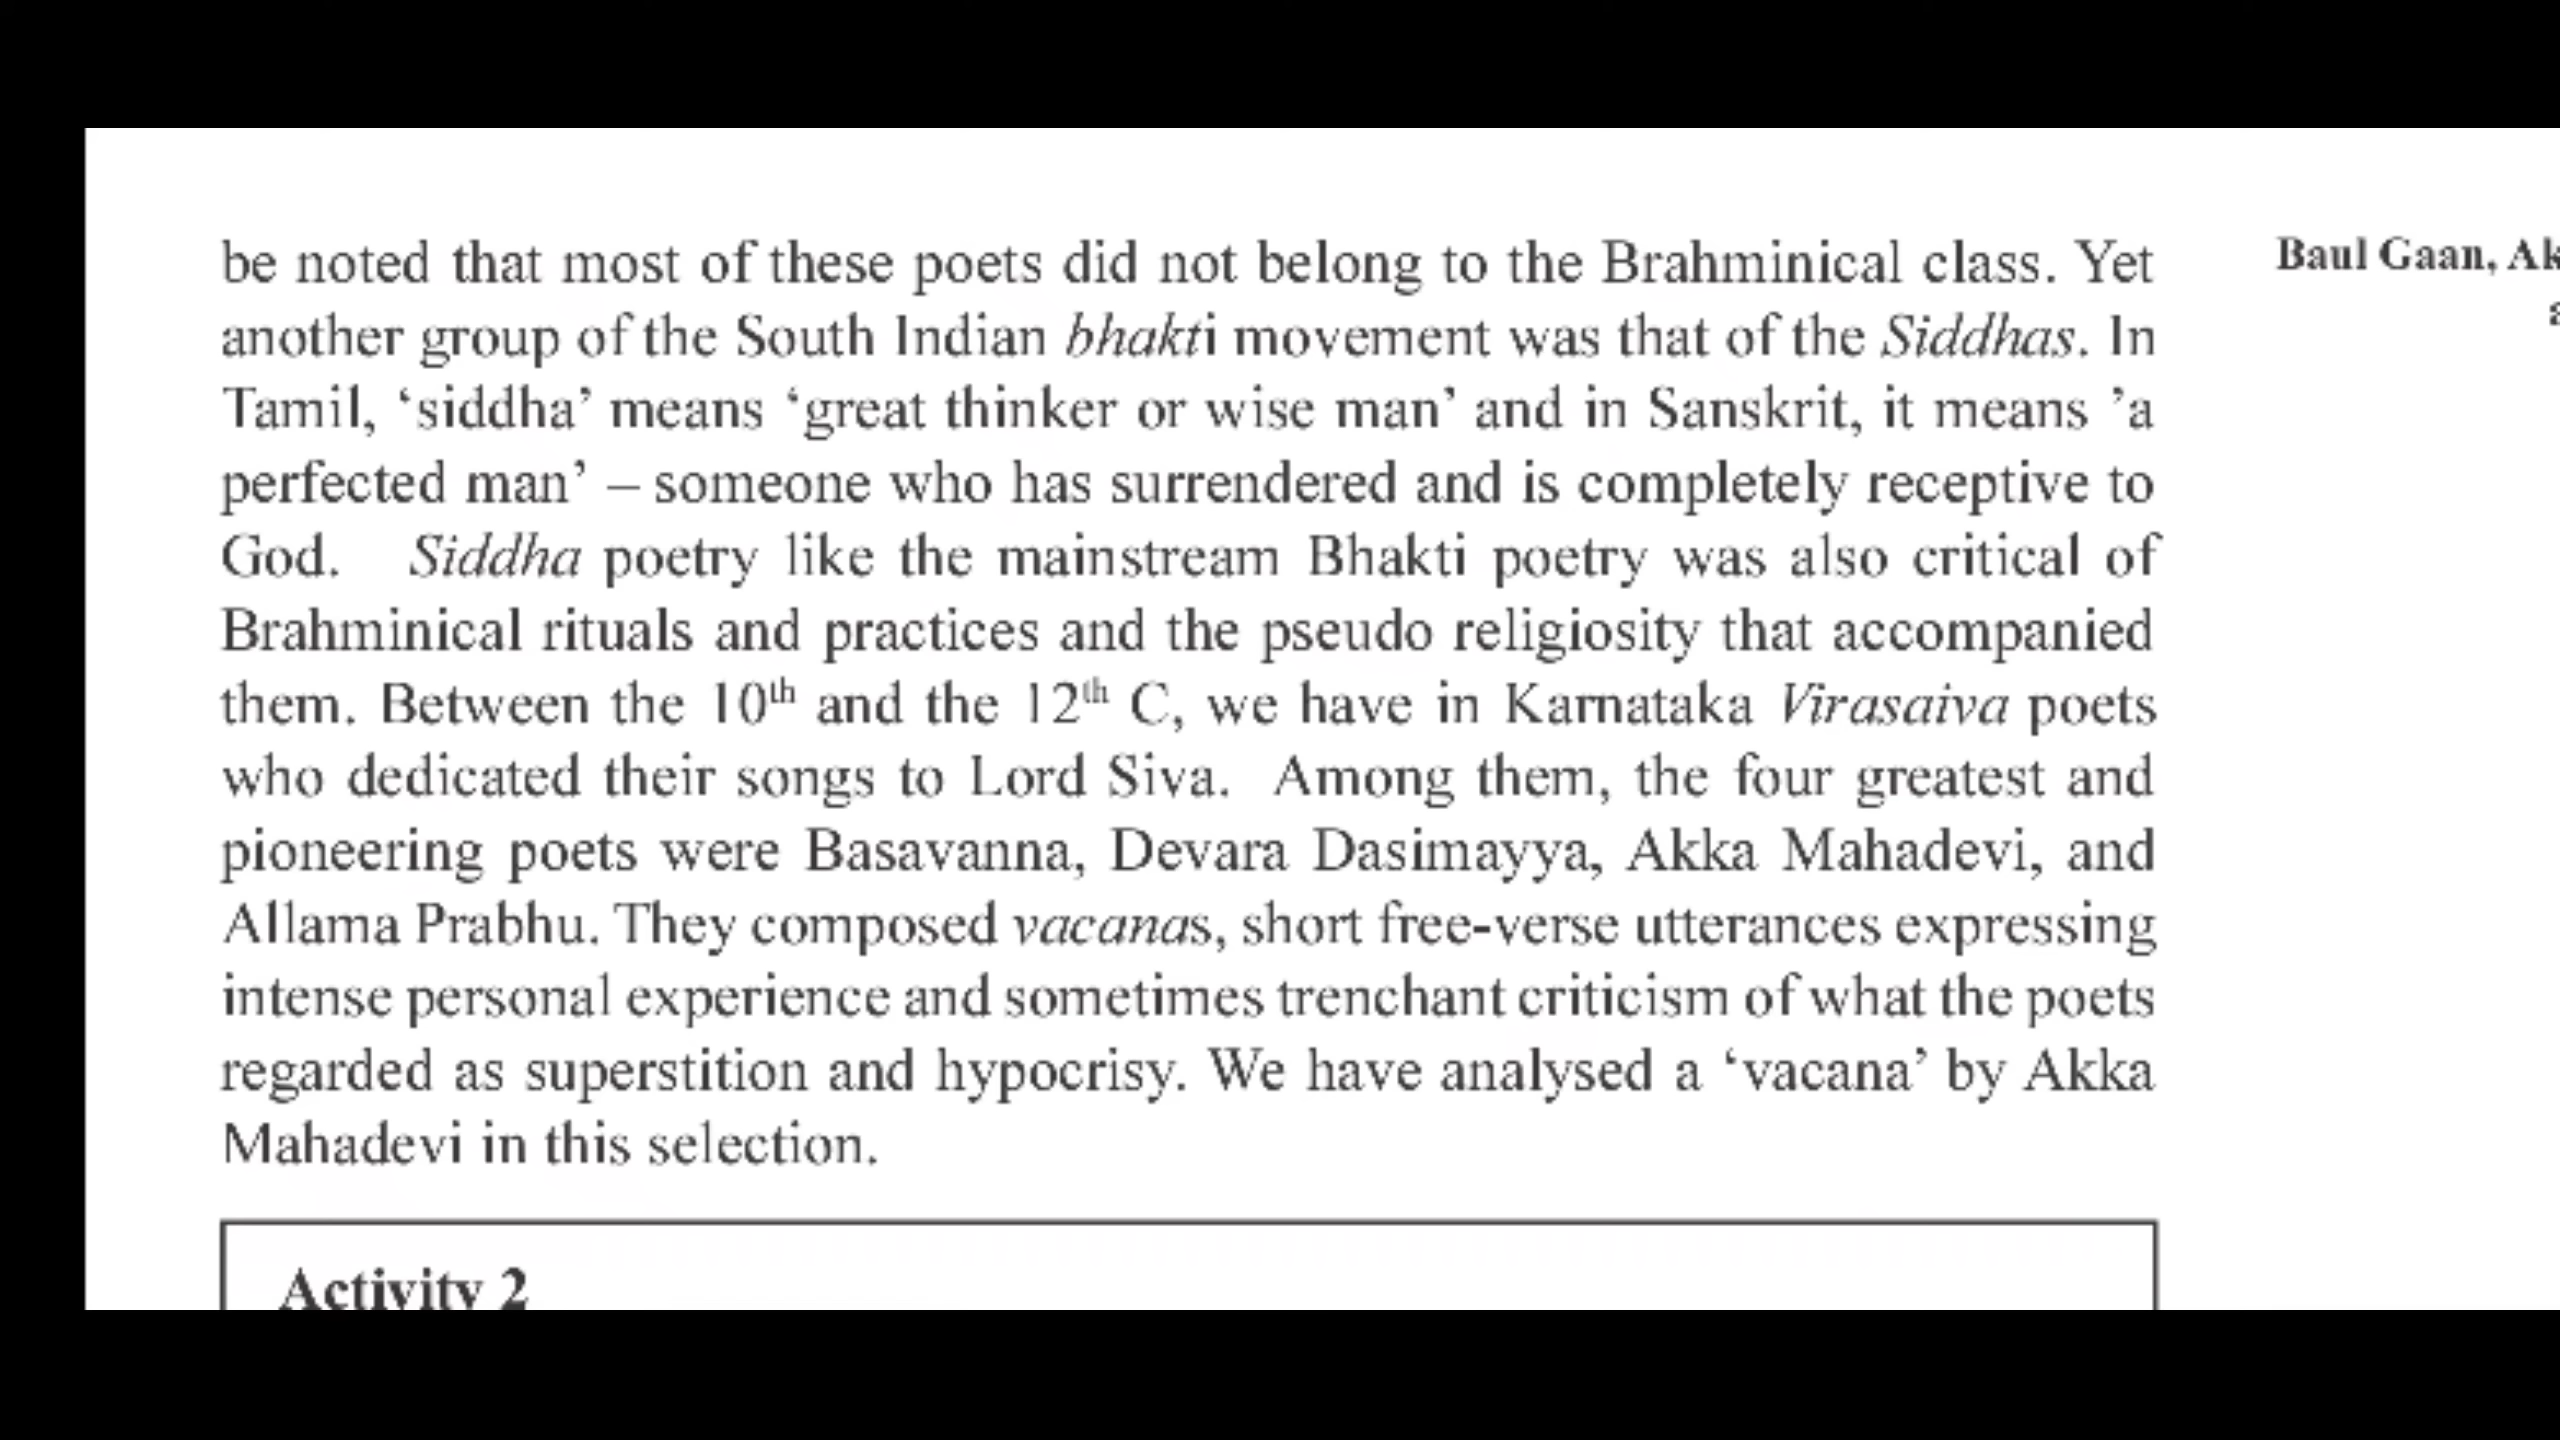 be noted that most of these poets did not belong to the Brahminical class. Yet
another group of the South Indian bhakti movement was that of the Siddhas. In
Tamil, ‘siddha’ means ‘great thinker or wise man’ and in Sanskrit, it means ’a
perfected man’ – someone who has surrendered and is completely receptive to
God. Siddha poetry like the mainstream Bhakti poetry was also critical of
Brahminical rituals and practices and the pseudo religiosity that accompanied
them. Between the 10th and the 12th C, we have in Karnataka Virasaiva poets
who dedicated their songs to Lord Siva. Among them, the four greatest and
pioneering poets were Basavanna, Devara Dasimayya, Akka Mahadevi, and
Allama Prabhu. They composed vacanas, short free-verse utterances expressing
intense personal experience and sometimes trenchant criticism of what the poets
regarded as superstition and hypocrisy. We have analysed a ‘vacana’ by Akka
Mahadevi in this selection.
Activity 2
Baul Gaan, Ak